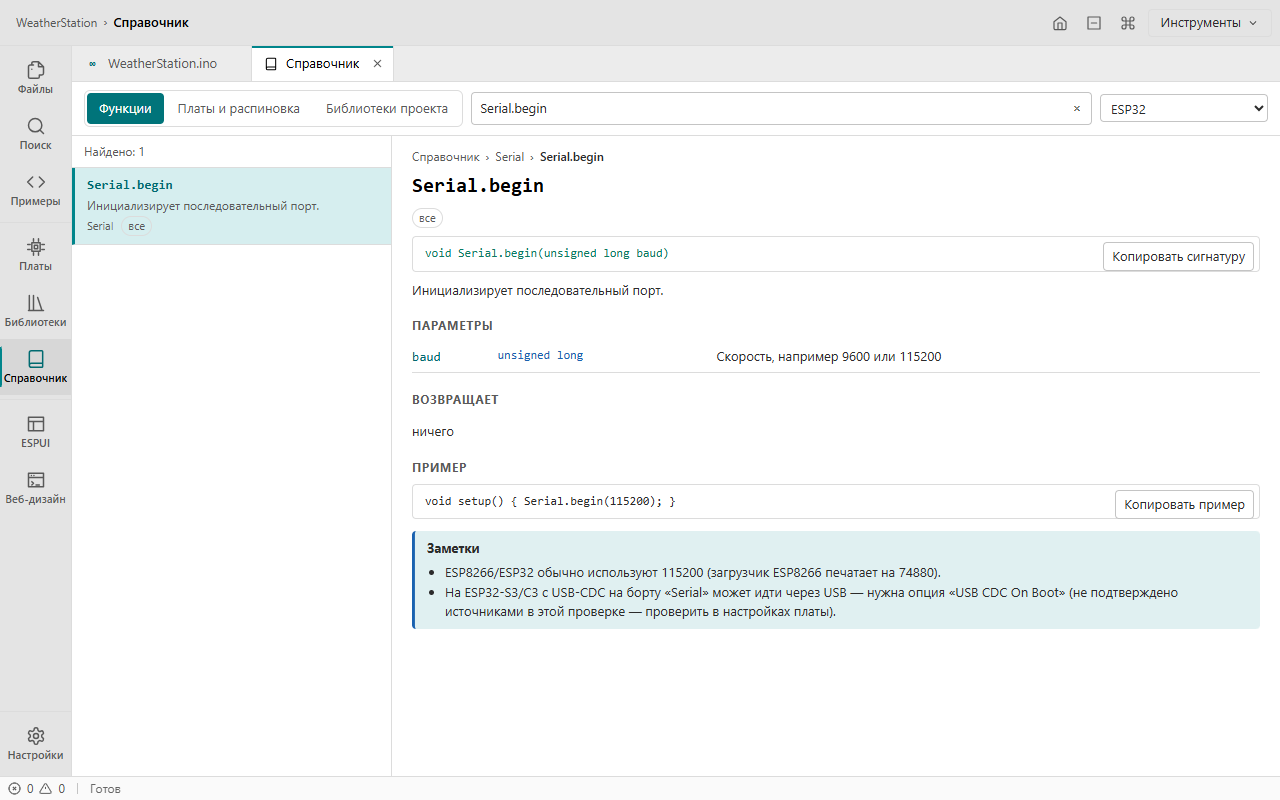 WeatherStation › Справочник
Инструменты
Файлы
Поиск
Примеры
Платы
Библиотеки
Справочник
ESPUI
Веб-дизайн
Настройки
WeatherStation.ino
Справочник ×
Функции Платы и распиновка Библиотеки проекта
Serial.begin ×
ESP32
Найдено: 1
Serial.begin
Инициализирует последовательный порт.
Serial все
Справочник › Serial › Serial.begin
Serial.begin
все
void Serial.begin(unsigned long baud)
Копировать сигнатуру
Инициализирует последовательный порт.
ПАРАМЕТРЫ
baud unsigned long Скорость, например 9600 или 115200
ВОЗВРАЩАЕТ
ничего
ПРИМЕР
void setup() { Serial.begin(115200); }
Копировать пример
Заметки
• ESP8266/ESP32 обычно используют 115200 (загрузчик ESP8266 печатает на 74880).
• На ESP32-S3/C3 с USB-CDC на борту «Serial» может идти через USB — нужна опция «USB CDC On Boot» (не подтверждено
источниками в этой проверке — проверить в настройках платы).
0 0 Готов